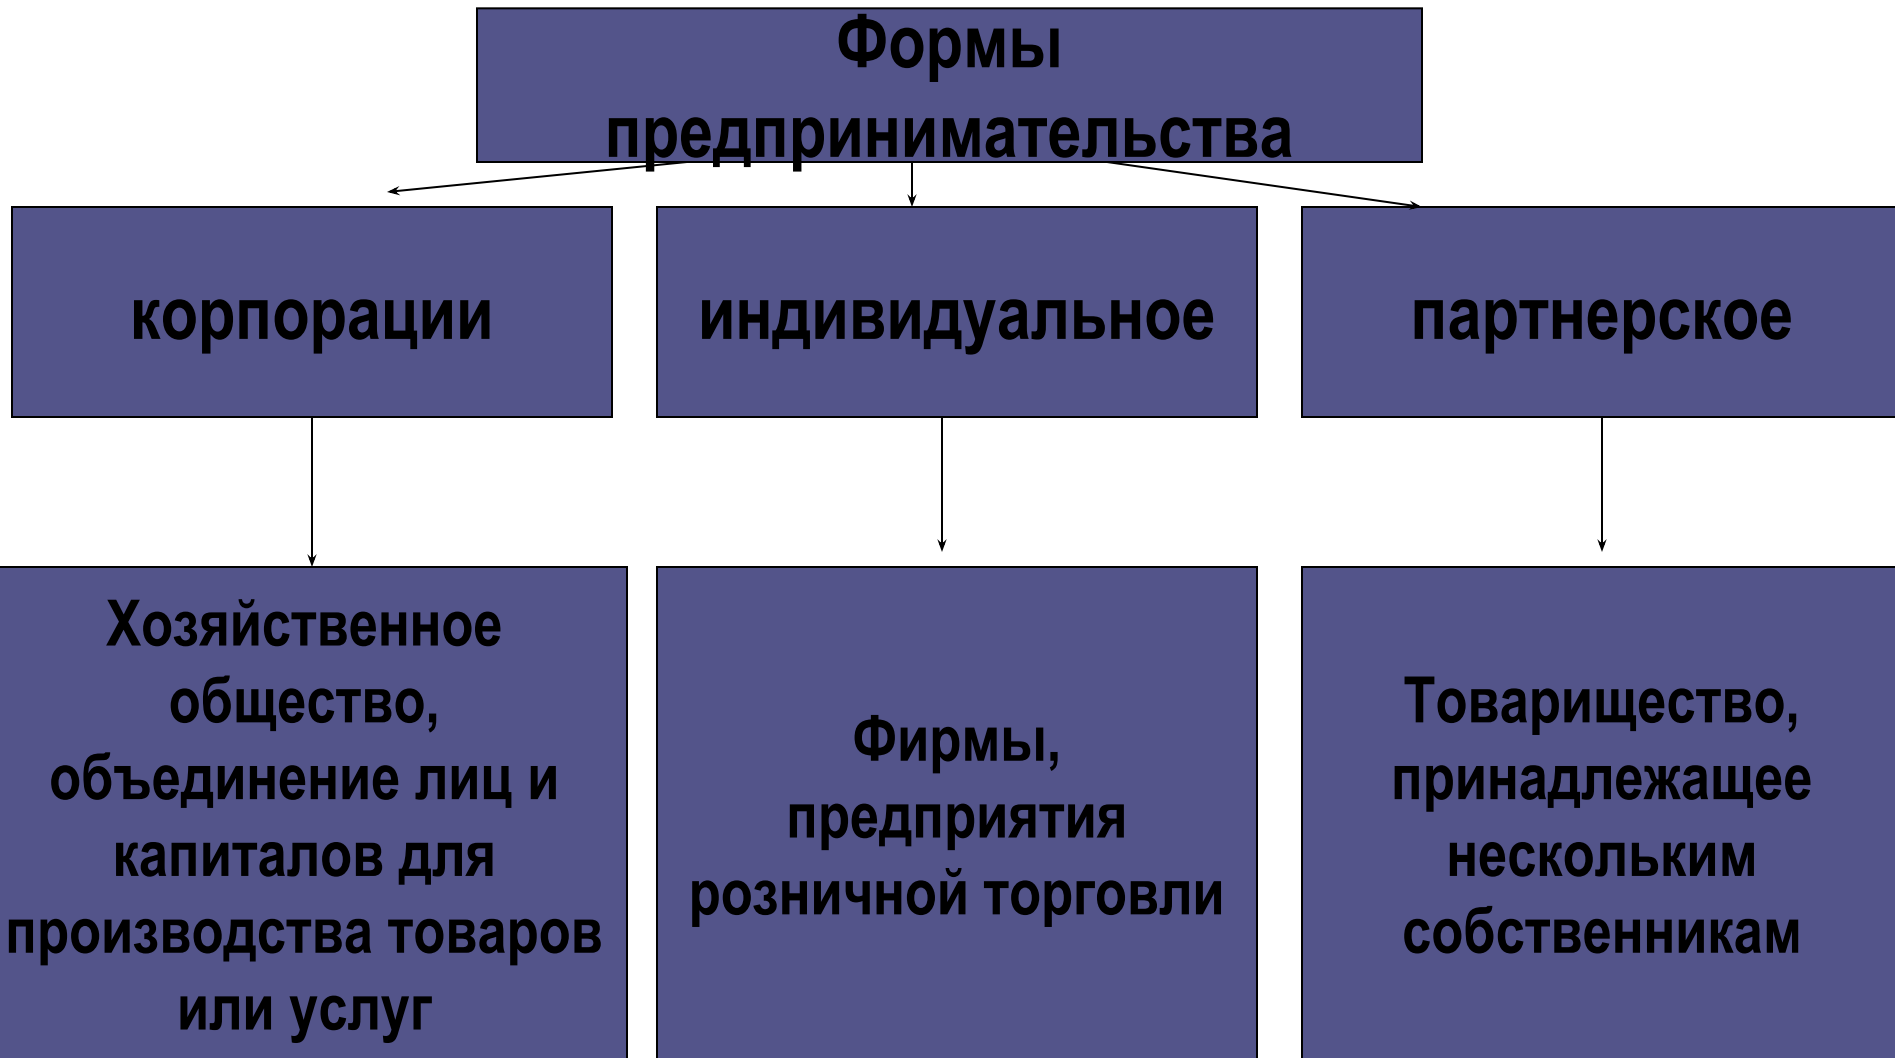 Формы
предпринимательства
корпорации
индивидуальное
партнерское
Хозяйственное
общество,
объединение лиц и
капиталов для
производства товаров
или услуг
Фирмы,
предприятия
розничной торговли
Товарищество,
принадлежащее
нескольким
собственникам